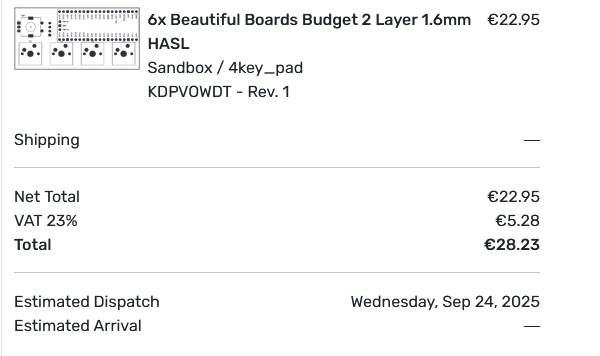 6x Beautiful Boards Budget 2 Layer 1.6mm €22.95
HASL
Sandbox / 4key_pad
KDPVOWDT - Rev. 1
Shipping —
Net Total €22.95
VAT 23% €5.28
Total €28.23
Estimated Dispatch Wednesday, Sep 24, 2025
Estimated Arrival —